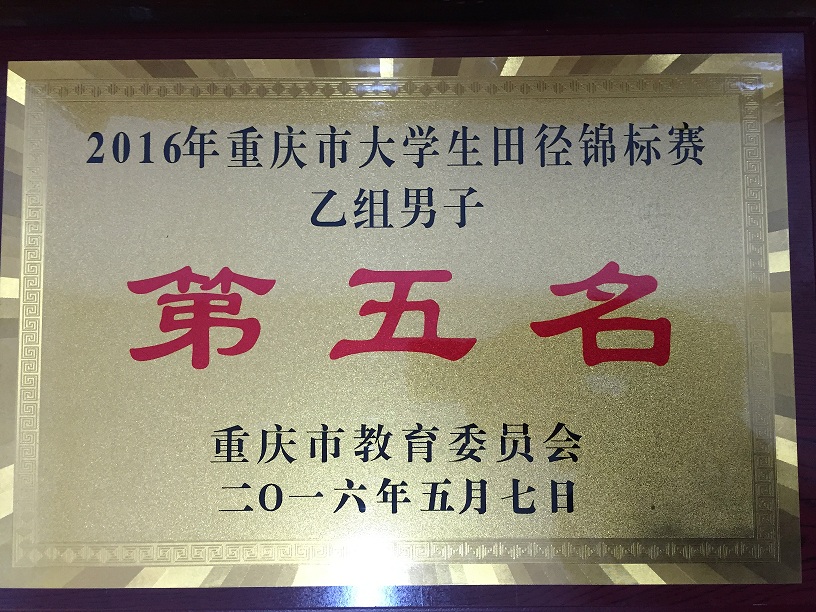 2016年重庆市大学生田径锦标赛
乙组男子
第五名
重庆市教育委员会
二O一六年五月七日